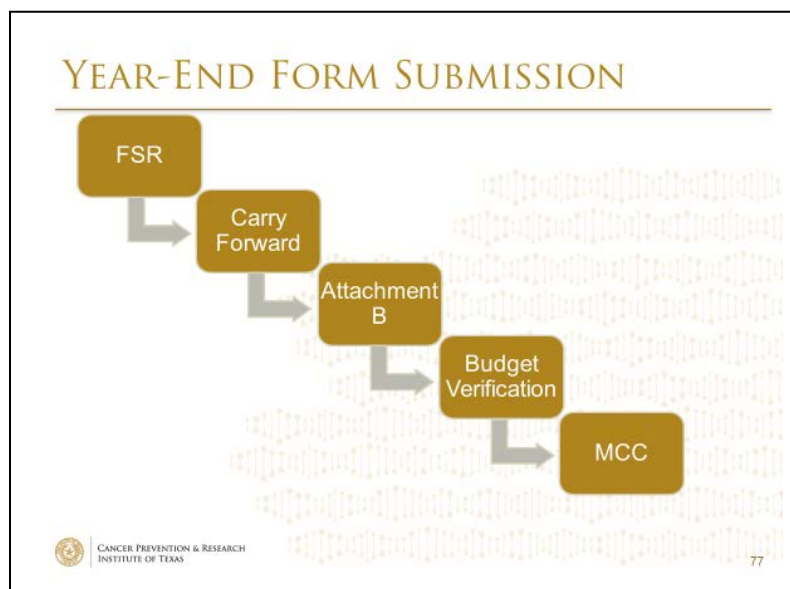 YEAR-END FORM SUBMISSION
FSR
Carry
Forward
Attachment
B
Budget
Verification
MCC
CANCER PREVENTION & RESEARCH
INSTITUTE OF TEXAS
77